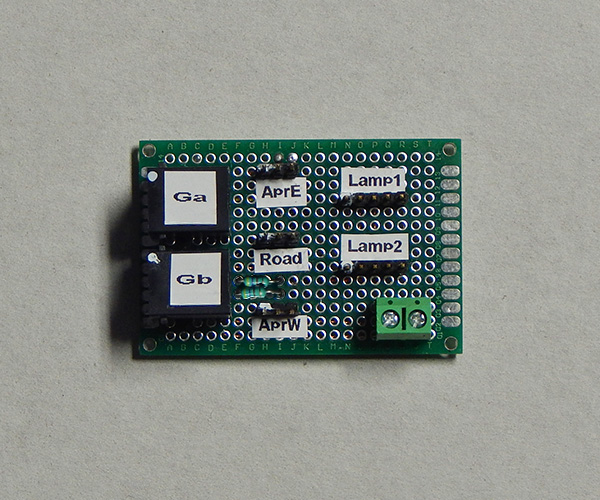 A B C D E F G H I J K L M N O P Q R S T
Ga
AprE
Lamp1
Road
Lamp2
Gb
AprW
A B C D E F G H I J K L M N
T